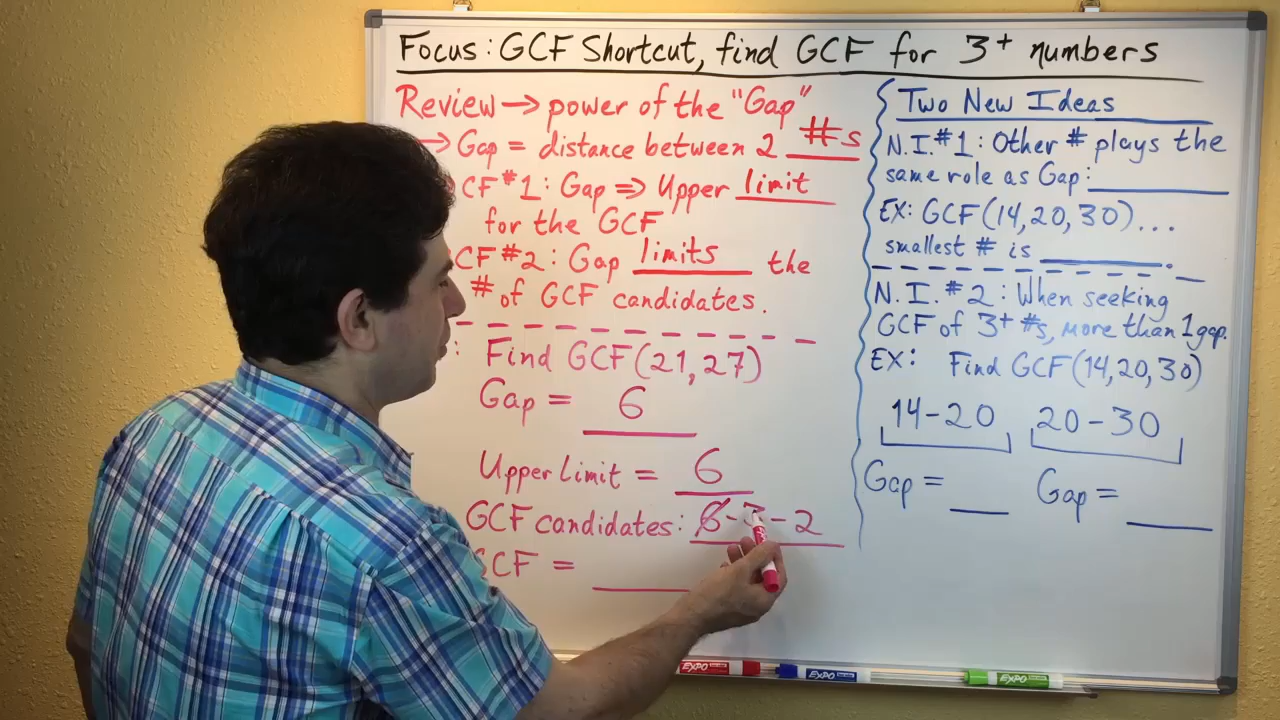 Focus: GCF Shortcut, find GCF for 3+ numbers
Review → power of the "Gap"
→ Gap = distance between 2 #s
CF #1: Gap ⇒ Upper limit
for the GCF
CF #2: Gap limits the
# of GCF candidates.
: Find GCF(21,27)
Gap = 6
Upper Limit = 6
GCF candidates: 6-3-2
GCF =
Two New Ideas
N.I.#1: Other # plays the
same role as Gap:
EX: GCF(14,20,30)...
smallest # is ______.
N.I.#2: When seeking
GCF of 3+ #s, more than 1 gap.
EX: Find GCF(14,20,30)
14-20 20-30
Gap = Gap =
EXPO EXPO EXPO